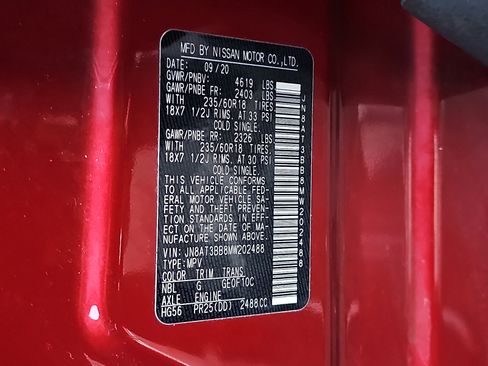 MFD BY NISSAN MOTOR CO.,LTD.
DATE: 09/20
GVWR/PNBV: 4619 LBS
GAWR/PNBE FR: 2403 LBS
WITH 235/60R18 TIRES
18X7 1/2J RIMS, AT 33 PSI
COLD SINGLE.
GAWR/PNBE RR: 2326 LBS
WITH 235/60R18 TIRES
18X7 1/2J RIMS, AT 30 PSI
COLD SINGLE.
THIS VEHICLE CONFORMS
TO ALL APPLICABLE FED-
ERAL MOTOR VEHICLE SA-
FETY AND THEFT PREVEN-
TION STANDARDS IN EFF-
ECT ON THE DATE OF MA-
NUFACTURE SHOWN ABOVE.
VIN: JN8AT3BB8MW202488
TYPE: MPV
COLOR TRIM TRANS
NBL G GE0F10C
AXLE ENGINE
HG56 PR25(DD) 2488CC
JN8AT3BB8MW202488